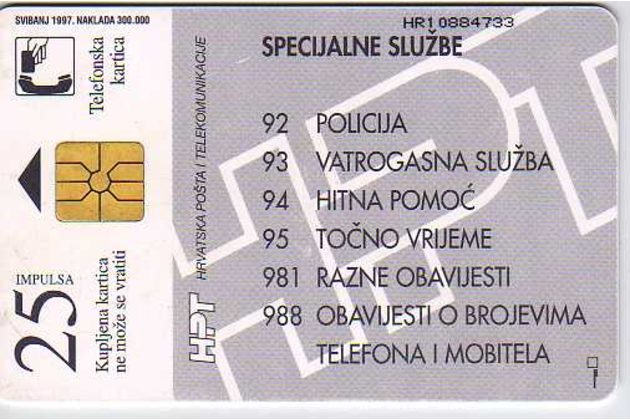 SVIBANJ 1997. NAKLADA 300.000
Telefonska
kartica
IMPULSA
25
Kupljena kartica
ne može se vratiti
HRVATSKA POŠTA I TELEKOMUNIKACIJE
HPT
HR10884733
SPECIJALNE SLUŽBE
92 POLICIJA
93 VATROGASNA SLUŽBA
94 HITNA POMOĆ
95 TOČNO VRIJEME
981 RAZNE OBAVIJESTI
988 OBAVIJESTI O BROJEVIMA
TELEFONA I MOBITELA
HPT